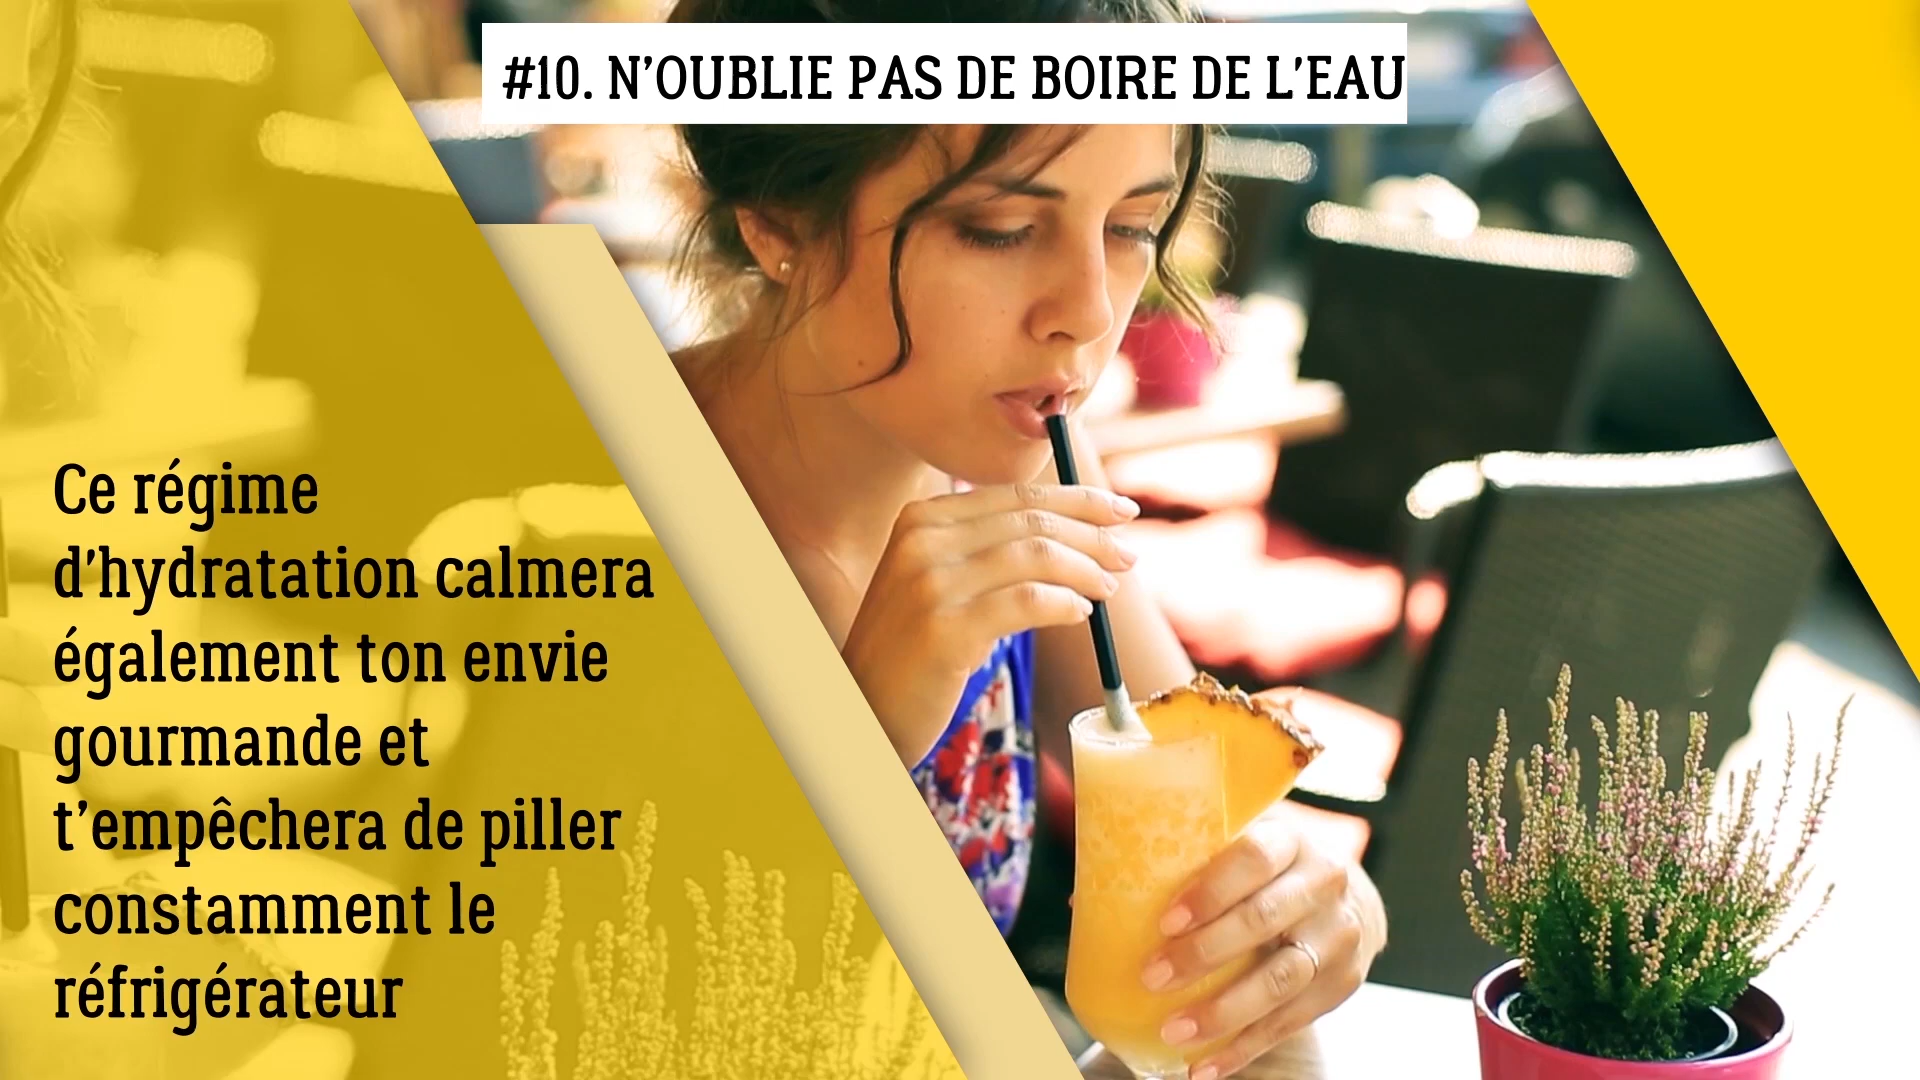 #10. N’OUBLIE PAS DE BOIRE DE L’EAU
Ce régime
d’hydratation calmera
également ton envie
gourmande et
t’empêchera de piller
constamment le
réfrigérateur